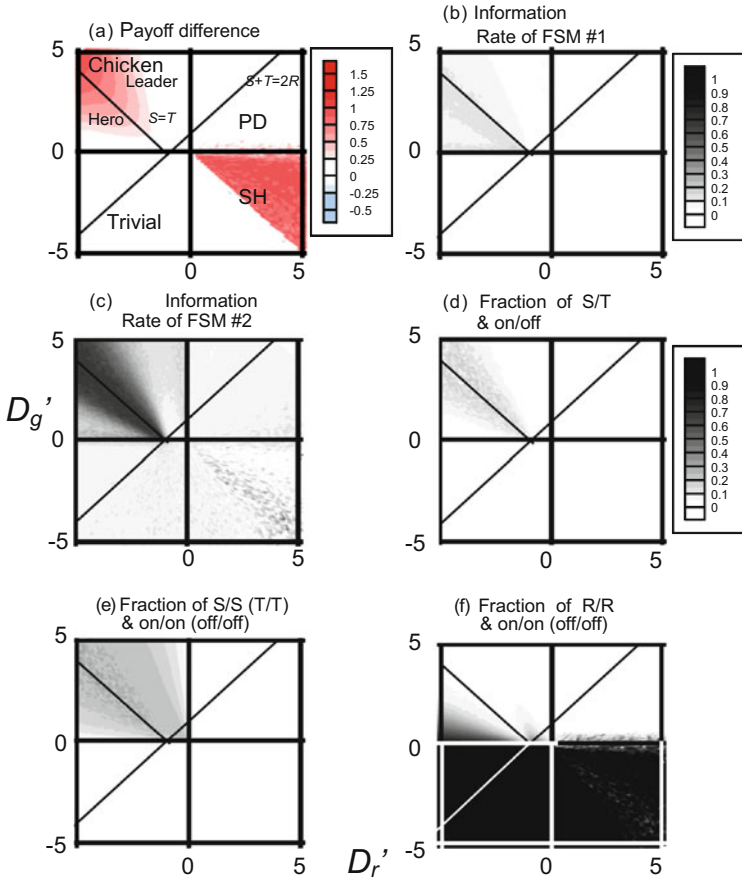 (a) Payoff difference
5
Chicken
Leader
S+T=2R
Hero
S=T
PD
0
SH
Trivial
-5
0
5
1.5
1.25
1
0.75
0.5
0.25
0
-0.25
-0.5
(b) Information
Rate of FSM #1
5
0
-5
0
5
1
0.9
0.8
0.7
0.6
0.5
0.4
0.3
0.2
0.1
0
(c) Information
Rate of FSM #2
5
0
-5
0
5
Dg'
(d) Fraction of S/T
& on/off
5
0
-5
0
5
1
0.9
0.8
0.7
0.6
0.5
0.4
0.3
0.2
0.1
0
(e) Fraction of S/S (T/T)
& on/on (off/off)
5
0
-5
0
5
(f) Fraction of R/R
& on/on (off/off)
5
0
-5
0
5
Dr'